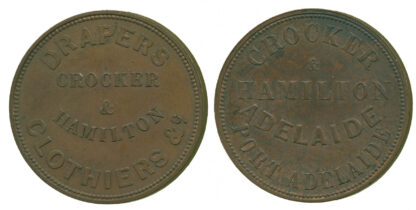 DRAPERS
CROCKER
&
HAMILTON
CLOTHIERS &c
CROCKER
&
HAMILTON
ADELAIDE
PORT ADELAIDE